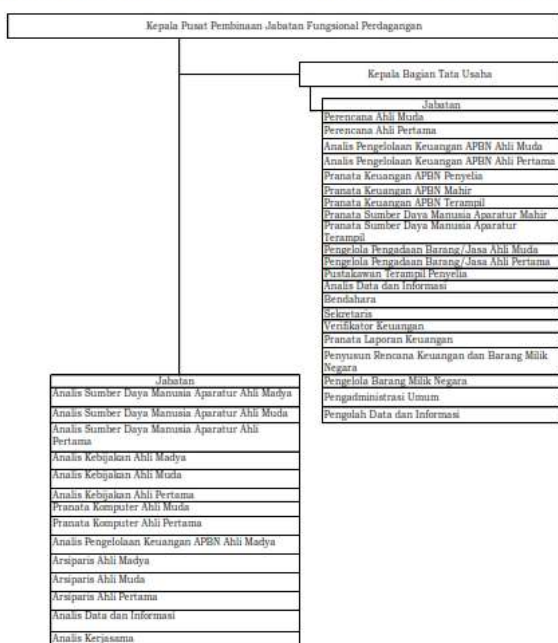 Kepala Pusat Pembinaan Jabatan Fungsional Perdagangan
Kepala Bagian Tata Usaha
Jabatan
Perencana Ahli Muda
Perencana Ahli Pertama
Analis Pengelolaan Keuangan APBN Ahli Muda
Analis Pengelolaan Keuangan APBN Ahli Pertama
Pranata Keuangan APBN Penyelia
Pranata Keuangan APBN Mahir
Pranata Keuangan APBN Terampil
Pranata Sumber Daya Manusia Aparatur Mahir
Pranata Sumber Daya Manusia Aparatur
Terampil
Pengelola Pengadaan Barang/Jasa Ahli Muda
Pengelola Pengadaan Barang/Jasa Ahli Pertama
Pustakawan Terampil Penyelia
Analis Data dan Informasi
Bendahara
Sekretaris
Verifikator Keuangan
Pranata Laporan Keuangan
Penyusun Rencana Keuangan dan Barang Milik
Negara
Pengelola Barang Milik Negara
Pengadministrasi Umum
Pengolah Data dan Informasi
Jabatan
Analis Sumber Daya Manusia Aparatur Ahli Madya
Analis Sumber Daya Manusia Aparatur Ahli Muda
Analis Sumber Daya Manusia Aparatur Ahli
Pertama
Analis Kebijakan Ahli Madya
Analis Kebijakan Ahli Muda
Analis Kebijakan Ahli Pertama
Pranata Komputer Ahli Muda
Pranata Komputer Ahli Pertama
Analis Pengelolaan Keuangan APBN Ahli Madya
Arsiparis Ahli Madya
Arsiparis Ahli Muda
Arsiparis Ahli Pertama
Analis Data dan Informasi
Analis Kerjasama